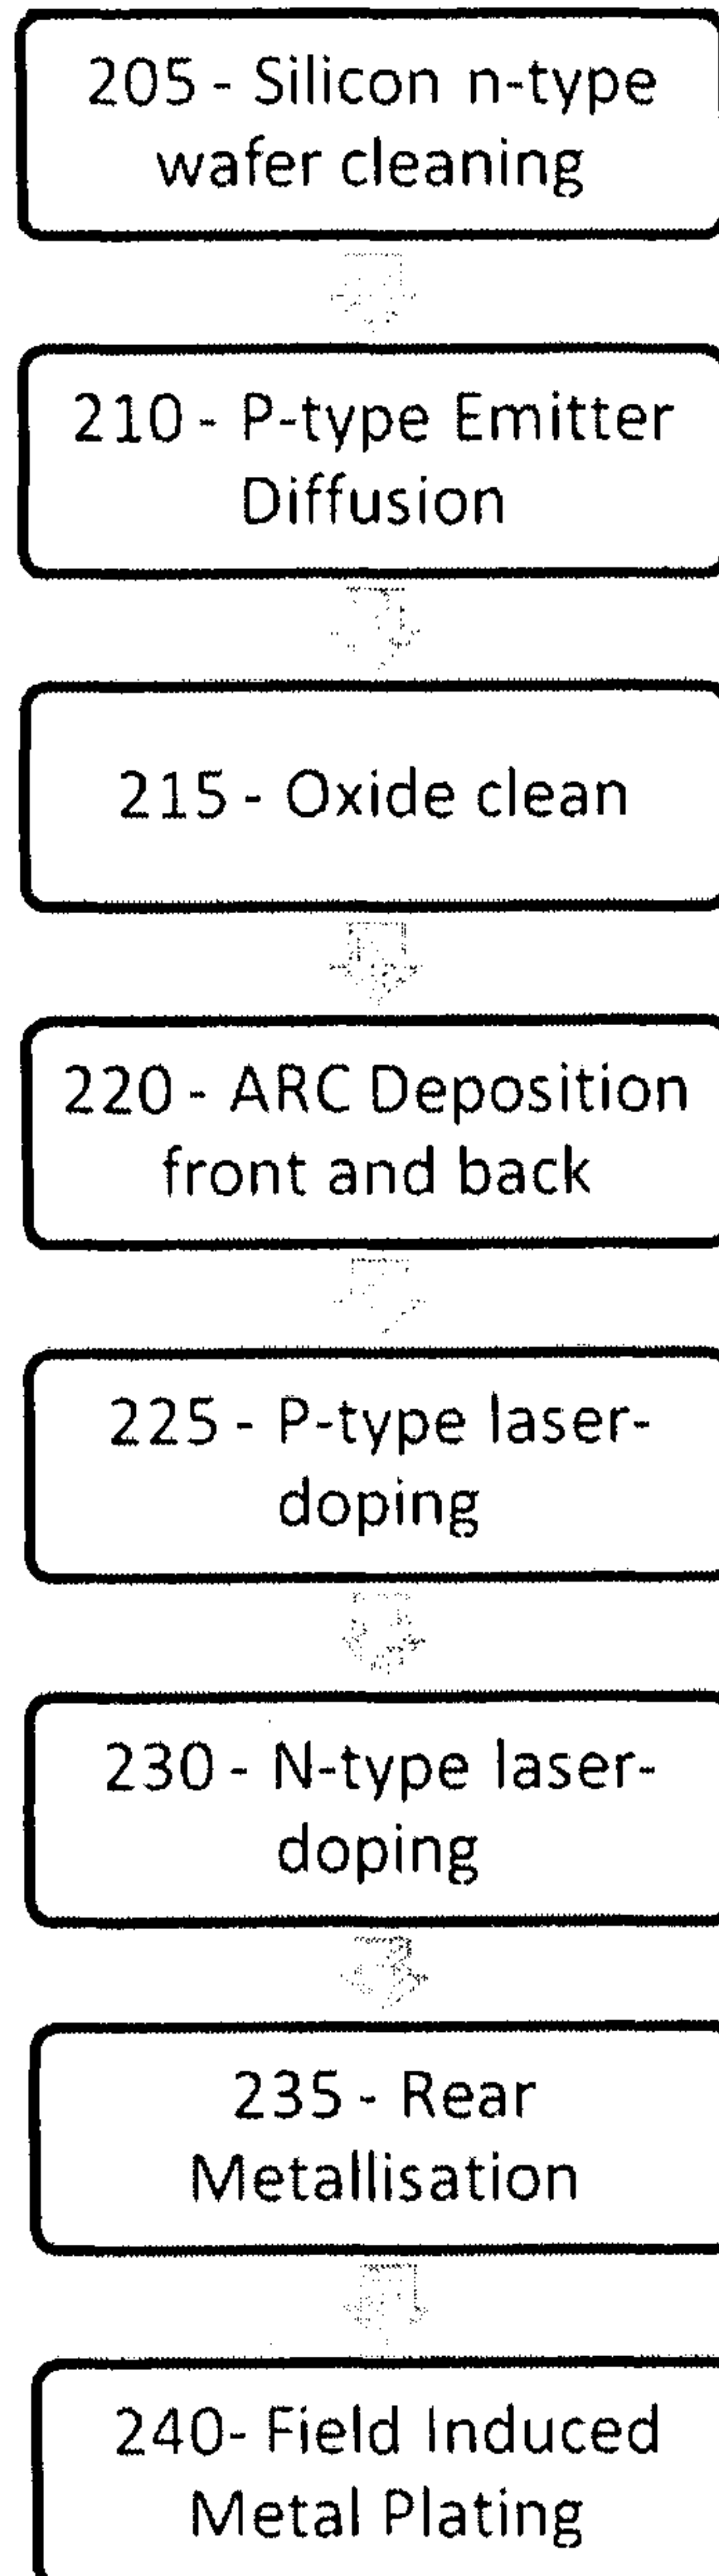 205 - Silicon n-type
wafer cleaning
210 - P-type Emitter
Diffusion
215 - Oxide clean
220 - ARC Deposition
front and back
225 - P-type laser-
doping
230 - N-type laser-
doping
235 - Rear
Metallisation
240- Field Induced
Metal Plating